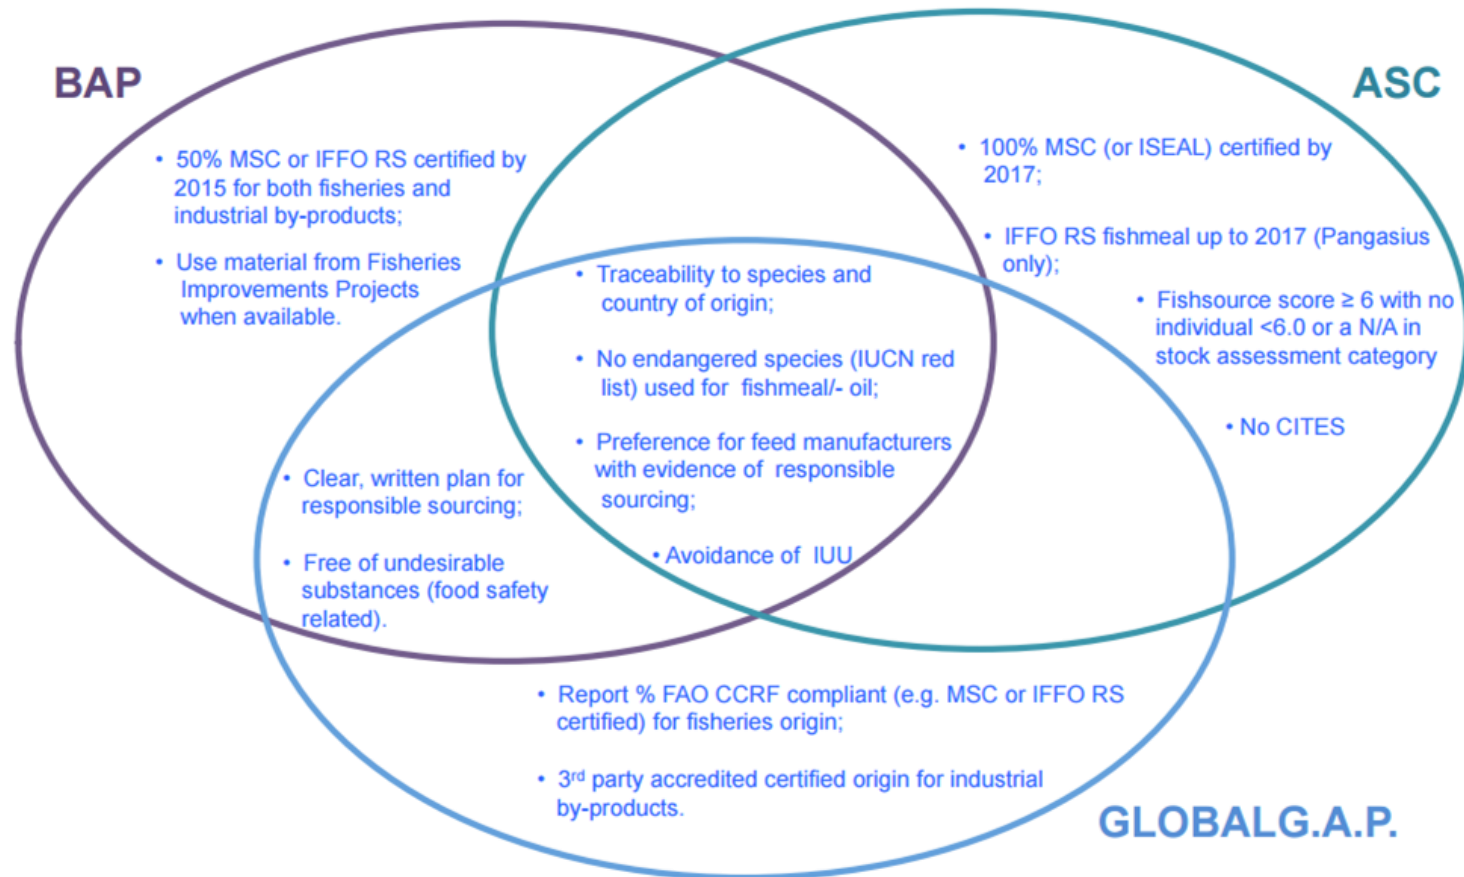 BAP
ASC
• 50% MSC or IFFO RS certified by
2015 for both fisheries and
industrial by-products;
• Use material from Fisheries
Improvements Projects
when available.
• 100% MSC (or ISEAL) certified by
2017;
• IFFO RS fishmeal up to 2017 (Pangasius
only);
• Fishsource score ≥ 6 with no
individual <6.0 or a N/A in
stock assessment category
• No CITES
• Traceability to species and
country of origin;
• No endangered species (IUCN red
list) used for fishmeal/- oil;
• Preference for feed manufacturers
with evidence of responsible
sourcing;
• Avoidance of IUU
• Clear, written plan for
responsible sourcing;
• Free of undesirable
substances (food safety
related).
• Report % FAO CCRF compliant (e.g. MSC or IFFO RS
certified) for fisheries origin;
• 3rd party accredited certified origin for industrial
by-products.
GLOBALG.A.P.